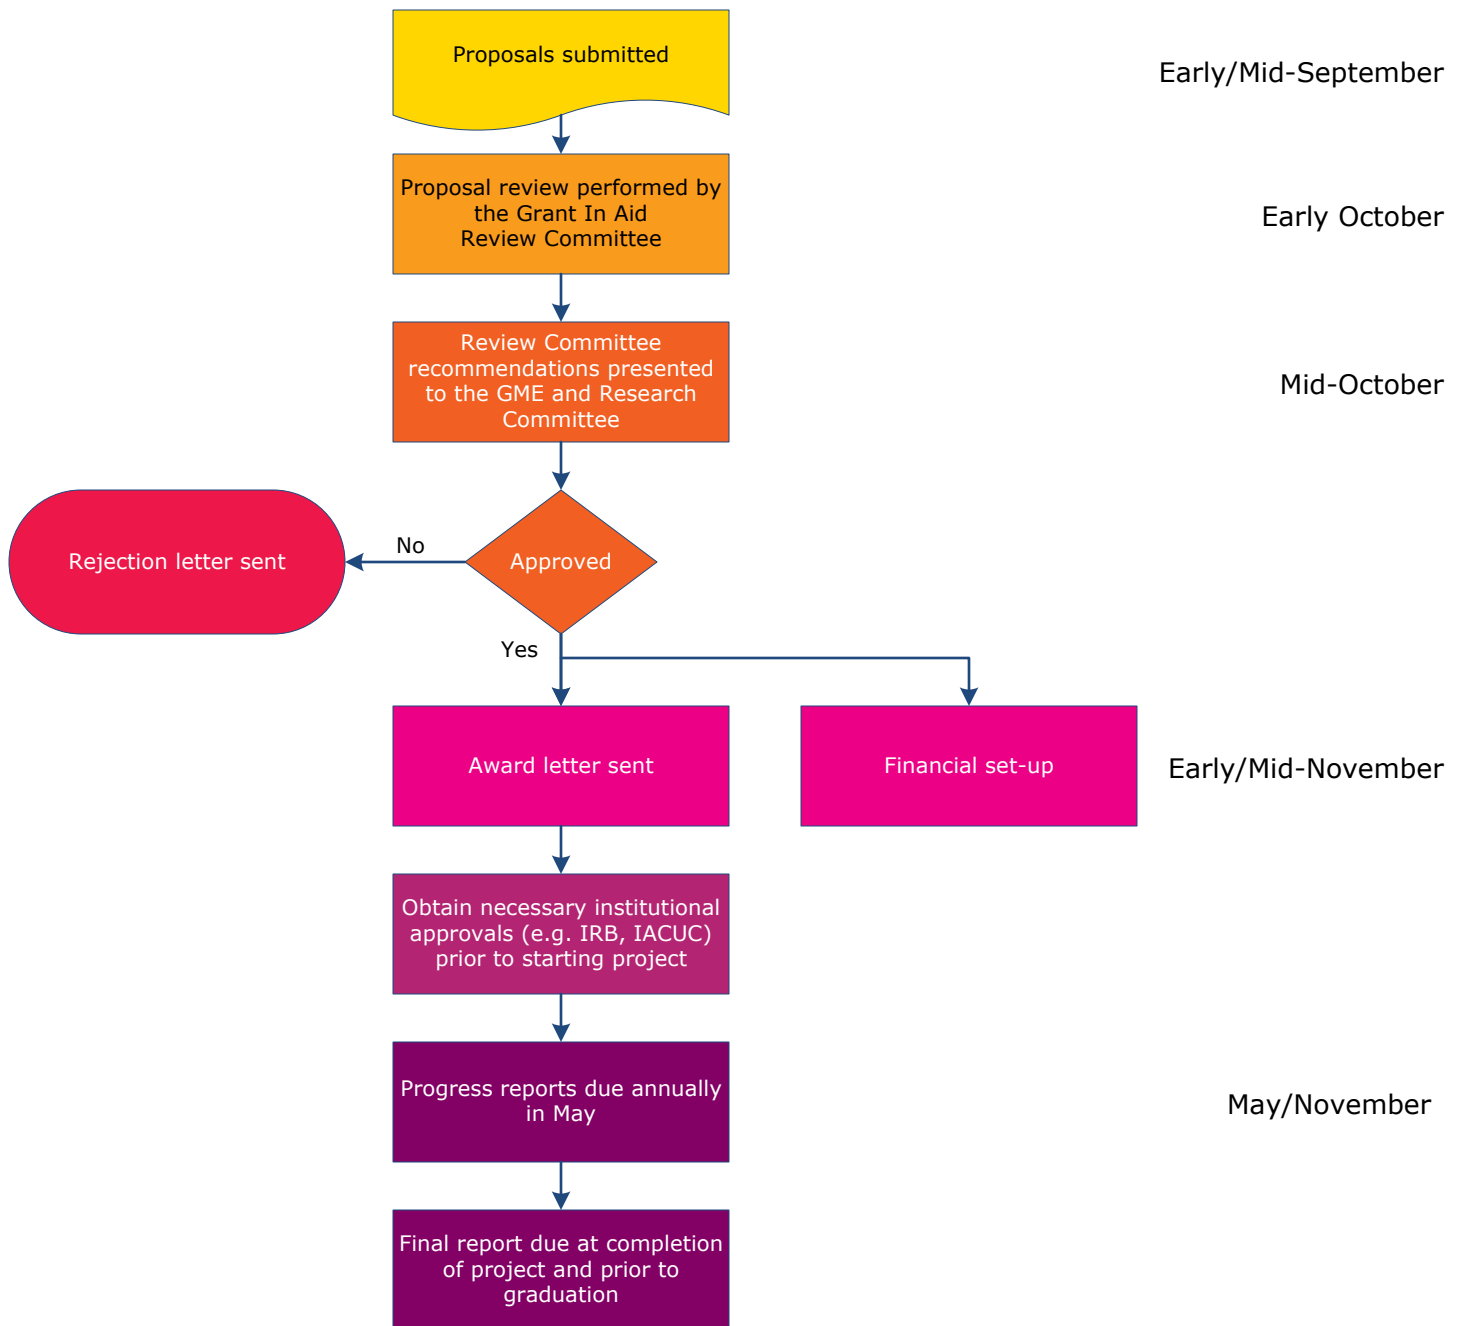 Proposals submitted
Early/Mid-September
Proposal review performed by
the Grant In Aid
Review Committee
Early October
Review Committee
recommendations presented
to the GME and Research
Committee
Mid-October
Rejection letter sent
No
Approved
Yes
Award letter sent
Financial set-up
Early/Mid-November
Obtain necessary institutional
approvals (e.g. IRB, IACUC)
prior to starting project
Progress reports due annually
in May
May/November
Final report due at completion
of project and prior to
graduation